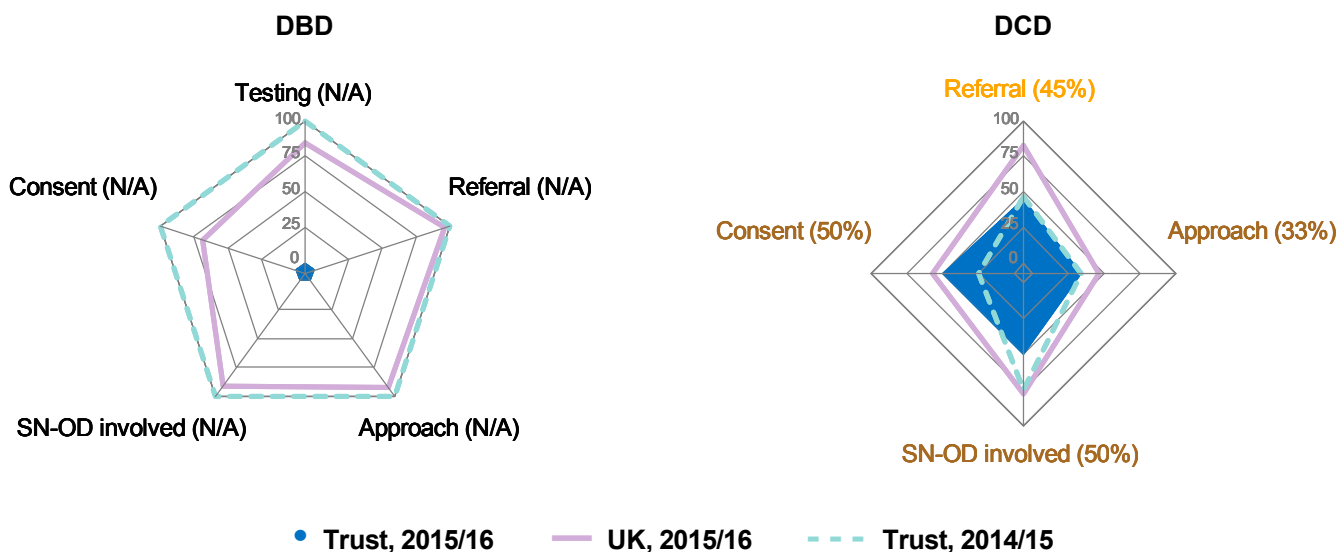 DBD
Testing (N/A)
100
75
50
25
0
Consent (N/A)
Referral (N/A)
SN-OD involved (N/A)
Approach (N/A)
DCD
Referral (45%)
100
75
50
25
0
Consent (50%)
Approach (33%)
SN-OD involved (50%)
Trust, 2015/16
UK, 2015/16
Trust, 2014/15